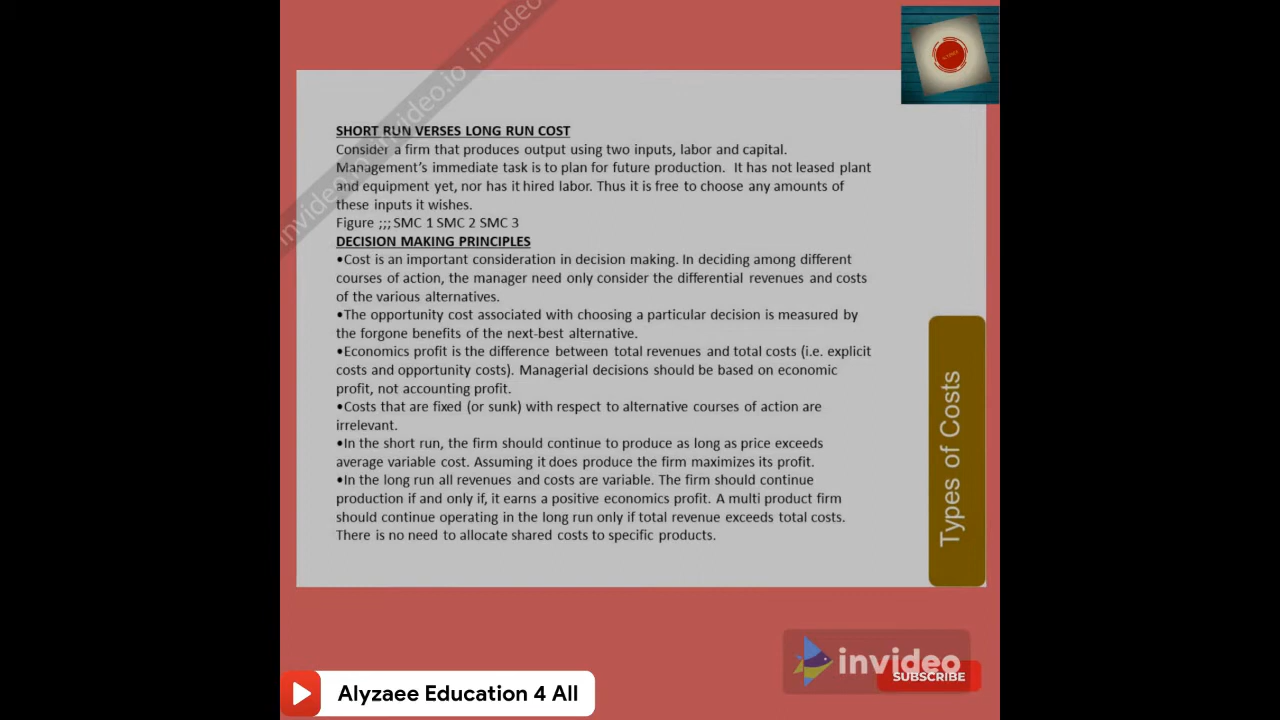 invideo.io invideo.io invideo
SHORT RUN VERSES LONG RUN COST
Consider a firm that produces output using two inputs, labor and capital.
Management's immediate task is to plan for future production.  It has not leased plant
and equipment yet, nor has it hired labor. Thus it is free to choose any amounts of
these inputs it wishes.
Figure ;;; SMC 1 SMC 2 SMC 3
DECISION MAKING PRINCIPLES
•Cost is an important consideration in decision making. In deciding among different
courses of action, the manager need only consider the differential revenues and costs
of the various alternatives.
•The opportunity cost associated with choosing a particular decision is measured by
the forgone benefits of the next-best alternative.
•Economics profit is the difference between total revenues and total costs (i.e. explicit
costs and opportunity costs). Managerial decisions should be based on economic
profit, not accounting profit.
•Costs that are fixed (or sunk) with respect to alternative courses of action are
irrelevant.
•In the short run, the firm should continue to produce as long as price exceeds
average variable cost. Assuming it does produce the firm maximizes its profit.
•In the long run all revenues and costs are variable. The firm should continue
production if and only if, it earns a positive economics profit. A multi product firm
should continue operating in the long run only if total revenue exceeds total costs.
There is no need to allocate shared costs to specific products.
Types of Costs
invideo
SUBSCRIBE
Alyzaee Education 4 All